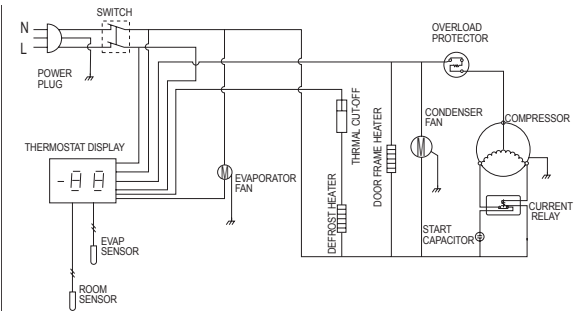 SWITCH
N
L
POWER
PLUG
OVERLOAD
PROTECTOR
THERMOSTAT DISPLAY
THRMAL CUT-OFF
DOOR FRAME HEATER
CONDENSER
FAN
M
COMPRESSOR
M
EVAPORATOR
FAN
DEFROST HEATER
START
CAPACITOR
CURRENT
RELAY
EVAP
SENSOR
ROOM
SENSOR